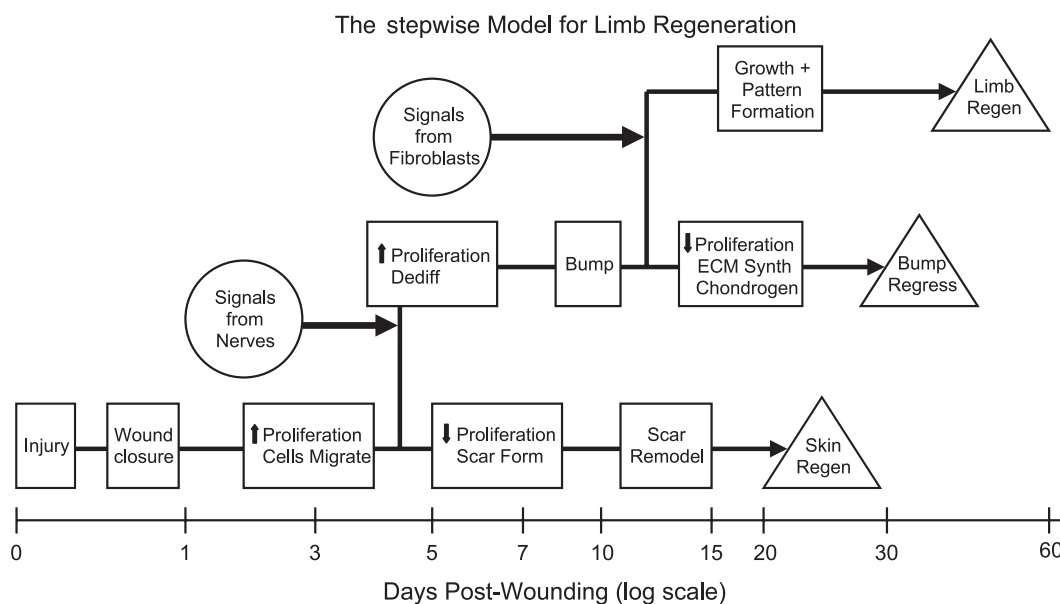 The stepwise Model for Limb Regeneration
Signals
from
Fibroblasts
Growth +
Pattern
Formation
Limb
Regen
Signals
from
Nerves
⬆ Proliferation
Dediff
Bump
⬇ Proliferation
ECM Synth
Chondrogen
Bump
Regress
Injury
Wound
closure
⬆ Proliferation
Cells Migrate
⬇ Proliferation
Scar Form
Scar
Remodel
Skin
Regen
0 1 3 5 7 10 15 20 30 60
Days Post-Wounding (log scale)